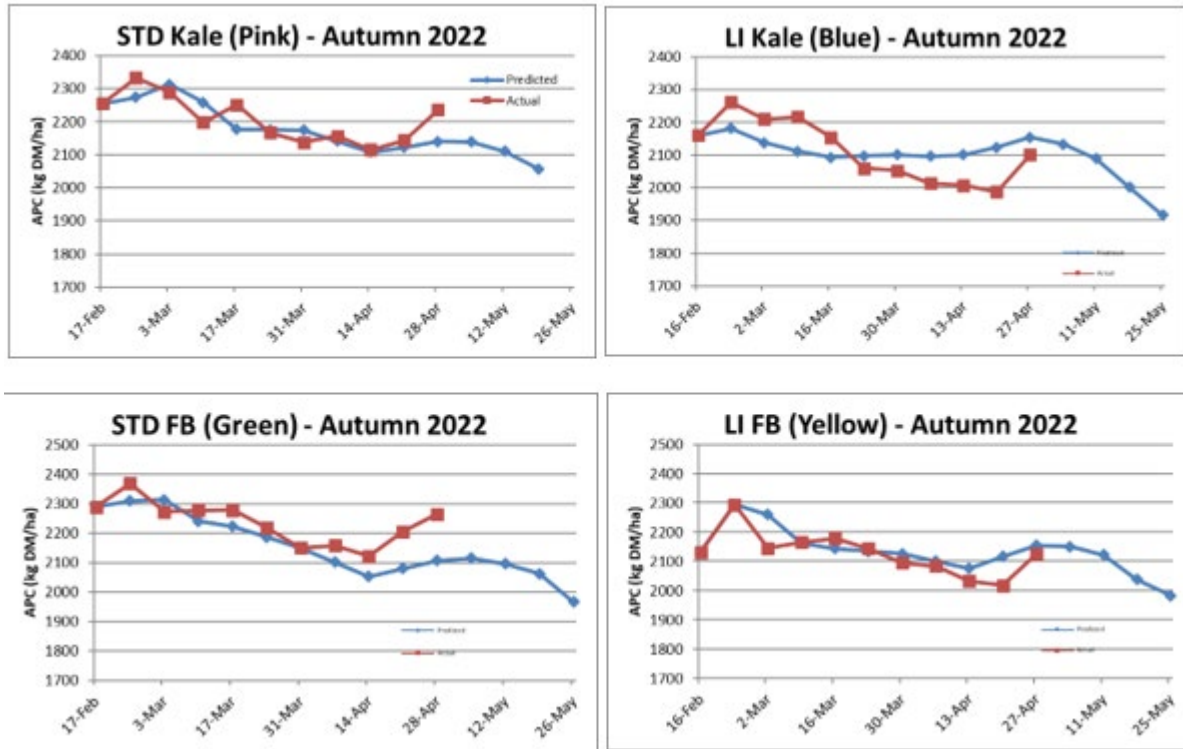 STD Kale (Pink) - Autumn 2022
APC (kg DM/ha)
2400
2300
2200
2100
2000
1900
1800
1700
Predicted
Actual
17-Feb
3-Mar
17-Mar
31-Mar
14-Apr
28-Apr
12-May
26-May
LI Kale (Blue) - Autumn 2022
APC (kg DM/ha)
2400
2300
2200
2100
2000
1900
1800
1700
Predicted
Actual
16-Feb
2-Mar
16-Mar
30-Mar
13-Apr
27-Apr
11-May
25-May
STD FB (Green) - Autumn 2022
APC (kg DM/ha)
2500
2400
2300
2200
2100
2000
1900
1800
1700
Predicted
Actual
17-Feb
3-Mar
17-Mar
31-Mar
14-Apr
28-Apr
12-May
26-May
LI FB (Yellow) - Autumn 2022
APC (kg DM/ha)
2500
2400
2300
2200
2100
2000
1900
1800
1700
Predicted
Actual
16-Feb
2-Mar
16-Mar
30-Mar
13-Apr
27-Apr
11-May
25-May